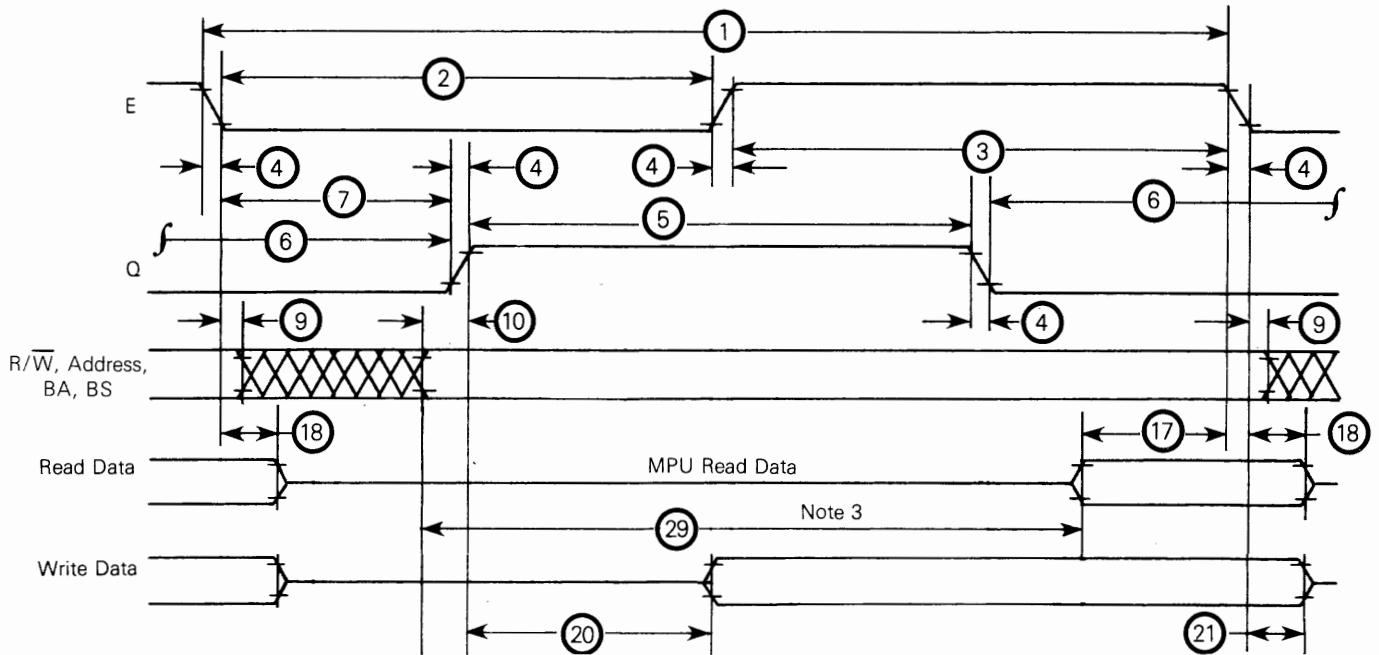 1
2
E
4
4
4
3
4
7
5
6
6
Q
9
10
4
9
R/W̅, Address,
BA, BS
18
17
18
Read Data
MPU Read Data
Note 3
29
Write Data
20
21